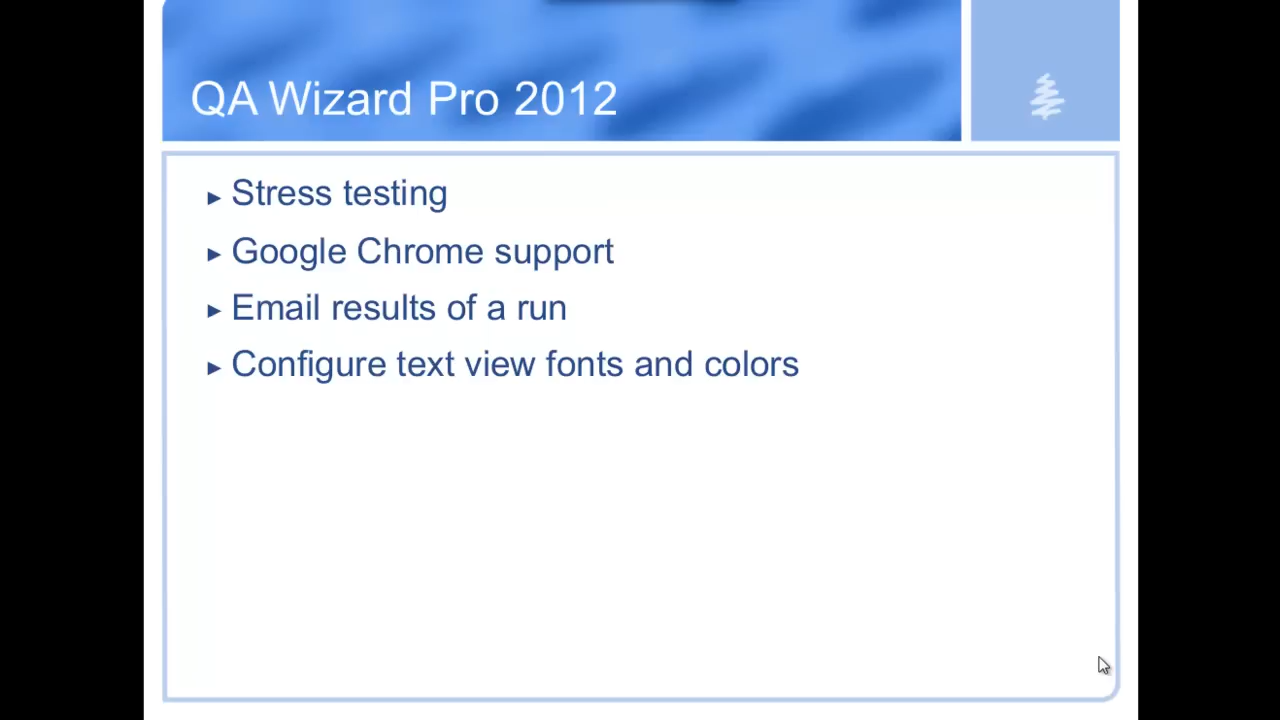 QA Wizard Pro 2012
► Stress testing
► Google Chrome support
► Email results of a run
► Configure text view fonts and colors